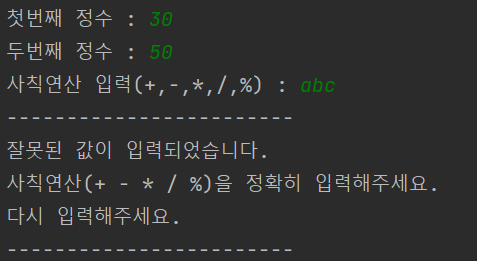 첫번째 정수 : 30
두번째 정수 : 50
사칙연산 입력(+,-,*,/,%) : abc
------------------------
잘못된 값이 입력되었습니다.
사칙연산(+ - * / %)을 정확히 입력해주세요.
다시 입력해주세요.
------------------------